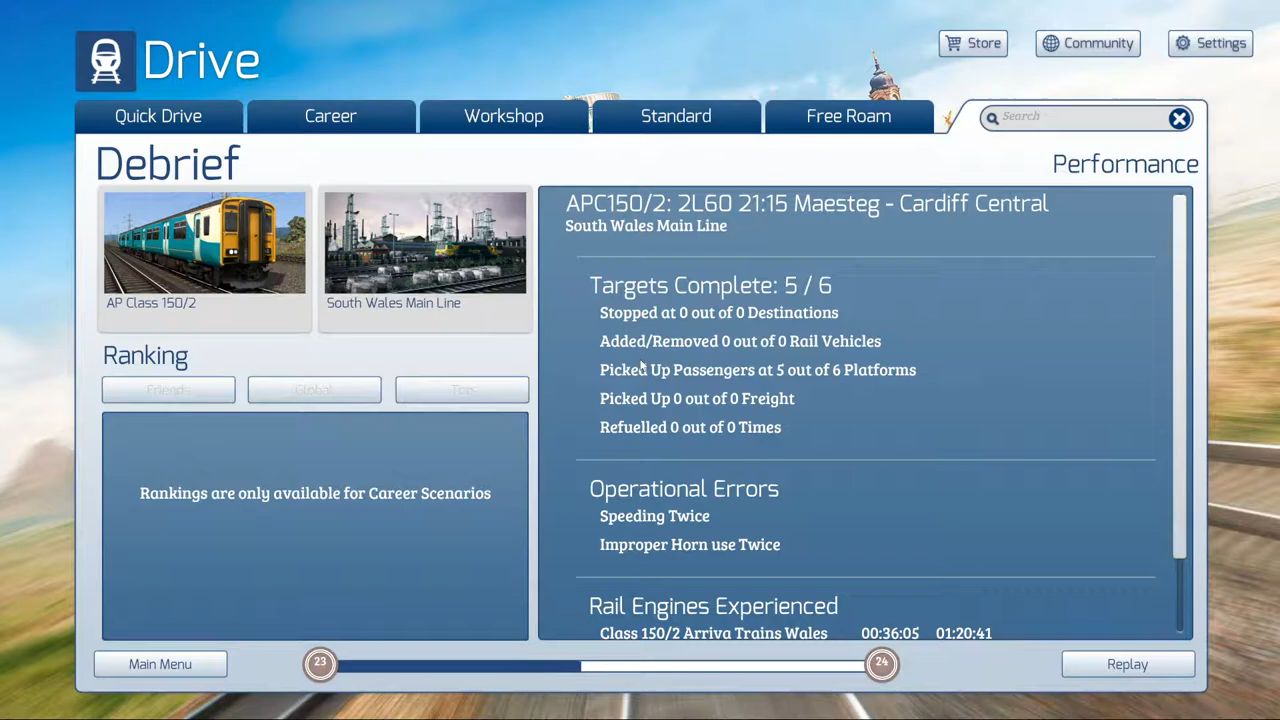 Drive
Store
Community
Settings
Quick Drive
Career
Workshop
Standard
Free Roam
Search
Debrief
Performance
AP Class 150/2
South Wales Main Line
APC150/2: 2L60 21:15 Maesteg - Cardiff Central
South Wales Main Line
Targets Complete: 5 / 6
Stopped at 0 out of 0 Destinations
Added/Removed 0 out of 0 Rail Vehicles
Picked Up Passengers at 5 out of 6 Platforms
Picked Up 0 out of 0 Freight
Refuelled 0 out of 0 Times
Ranking
Friends
Global
Top
Rankings are only available for Career Scenarios
Operational Errors
Speeding Twice
Improper Horn use Twice
Rail Engines Experienced
Class 150/2 Arriva Trains Wales 00:36:05 01:20:41
Main Menu
23
24
Replay